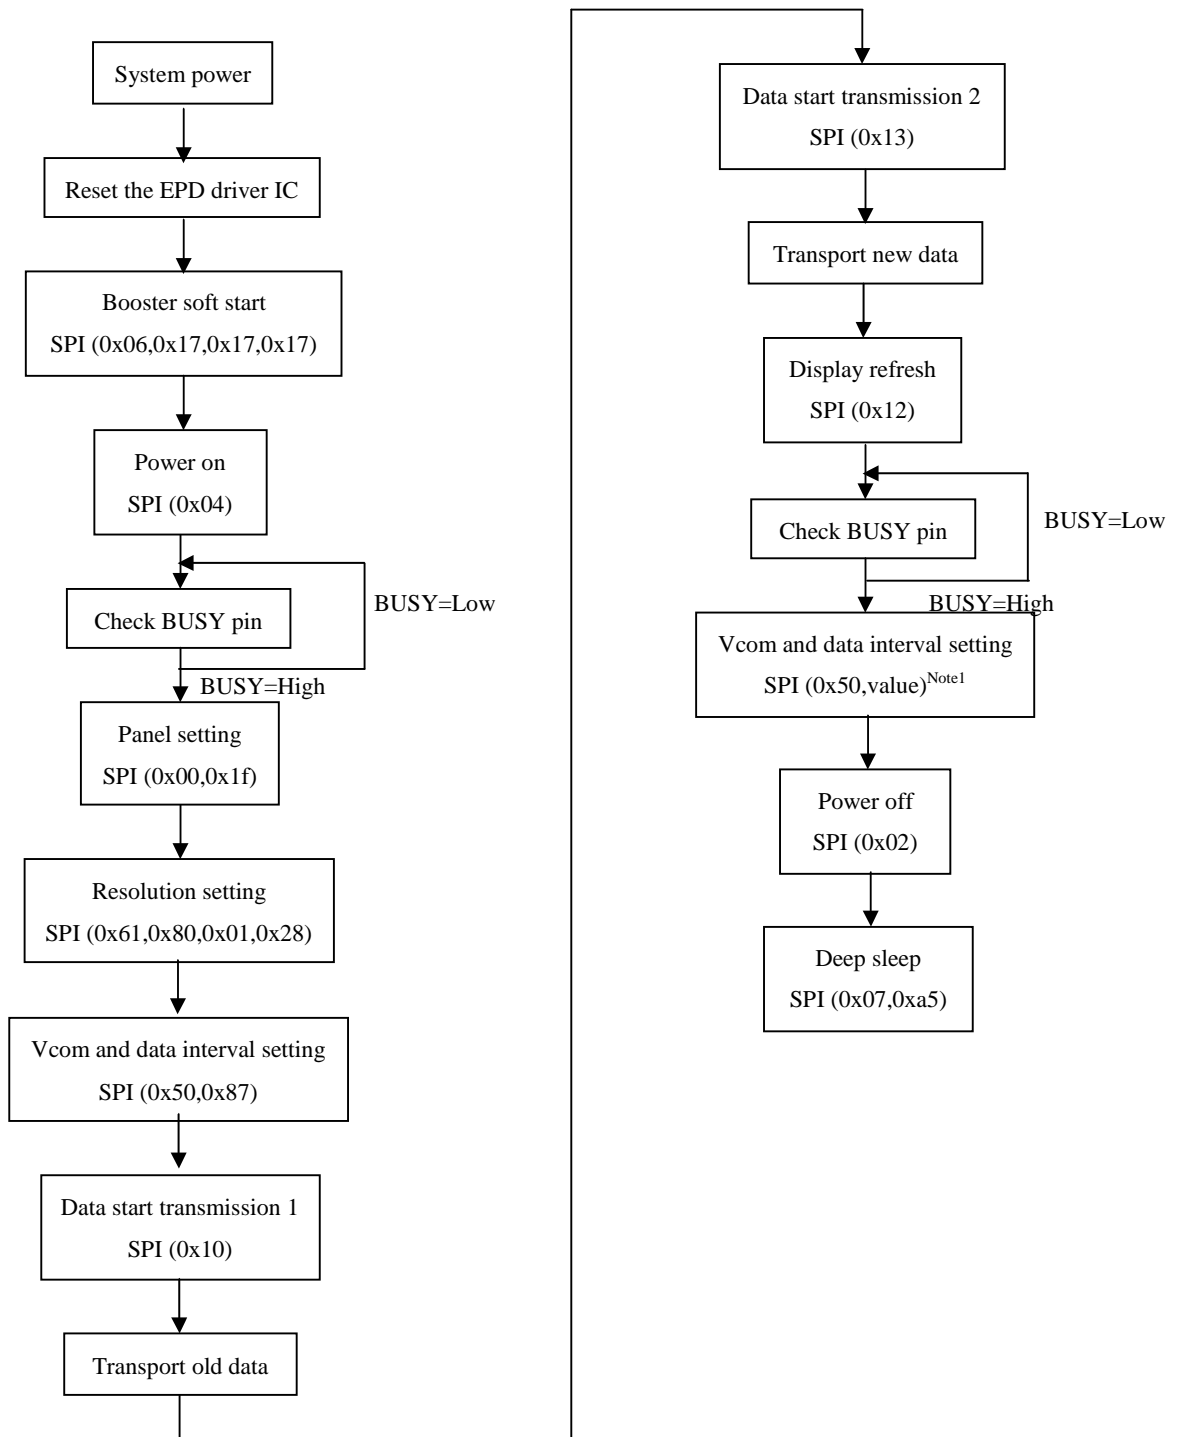 System power
Reset the EPD driver IC
Booster soft start
SPI (0x06,0x17,0x17,0x17)
Power on
SPI (0x04)
Check BUSY pin
BUSY=Low
BUSY=High
Panel setting
SPI (0x00,0x1f)
Resolution setting
SPI (0x61,0x80,0x01,0x28)
Vcom and data interval setting
SPI (0x50,0x87)
Data start transmission 1
SPI (0x10)
Transport old data
Data start transmission 2
SPI (0x13)
Transport new data
Display refresh
SPI (0x12)
Check BUSY pin
BUSY=Low
BUSY=High
Vcom and data interval setting
SPI (0x50,value)Note1
Power off
SPI (0x02)
Deep sleep
SPI (0x07,0xa5)